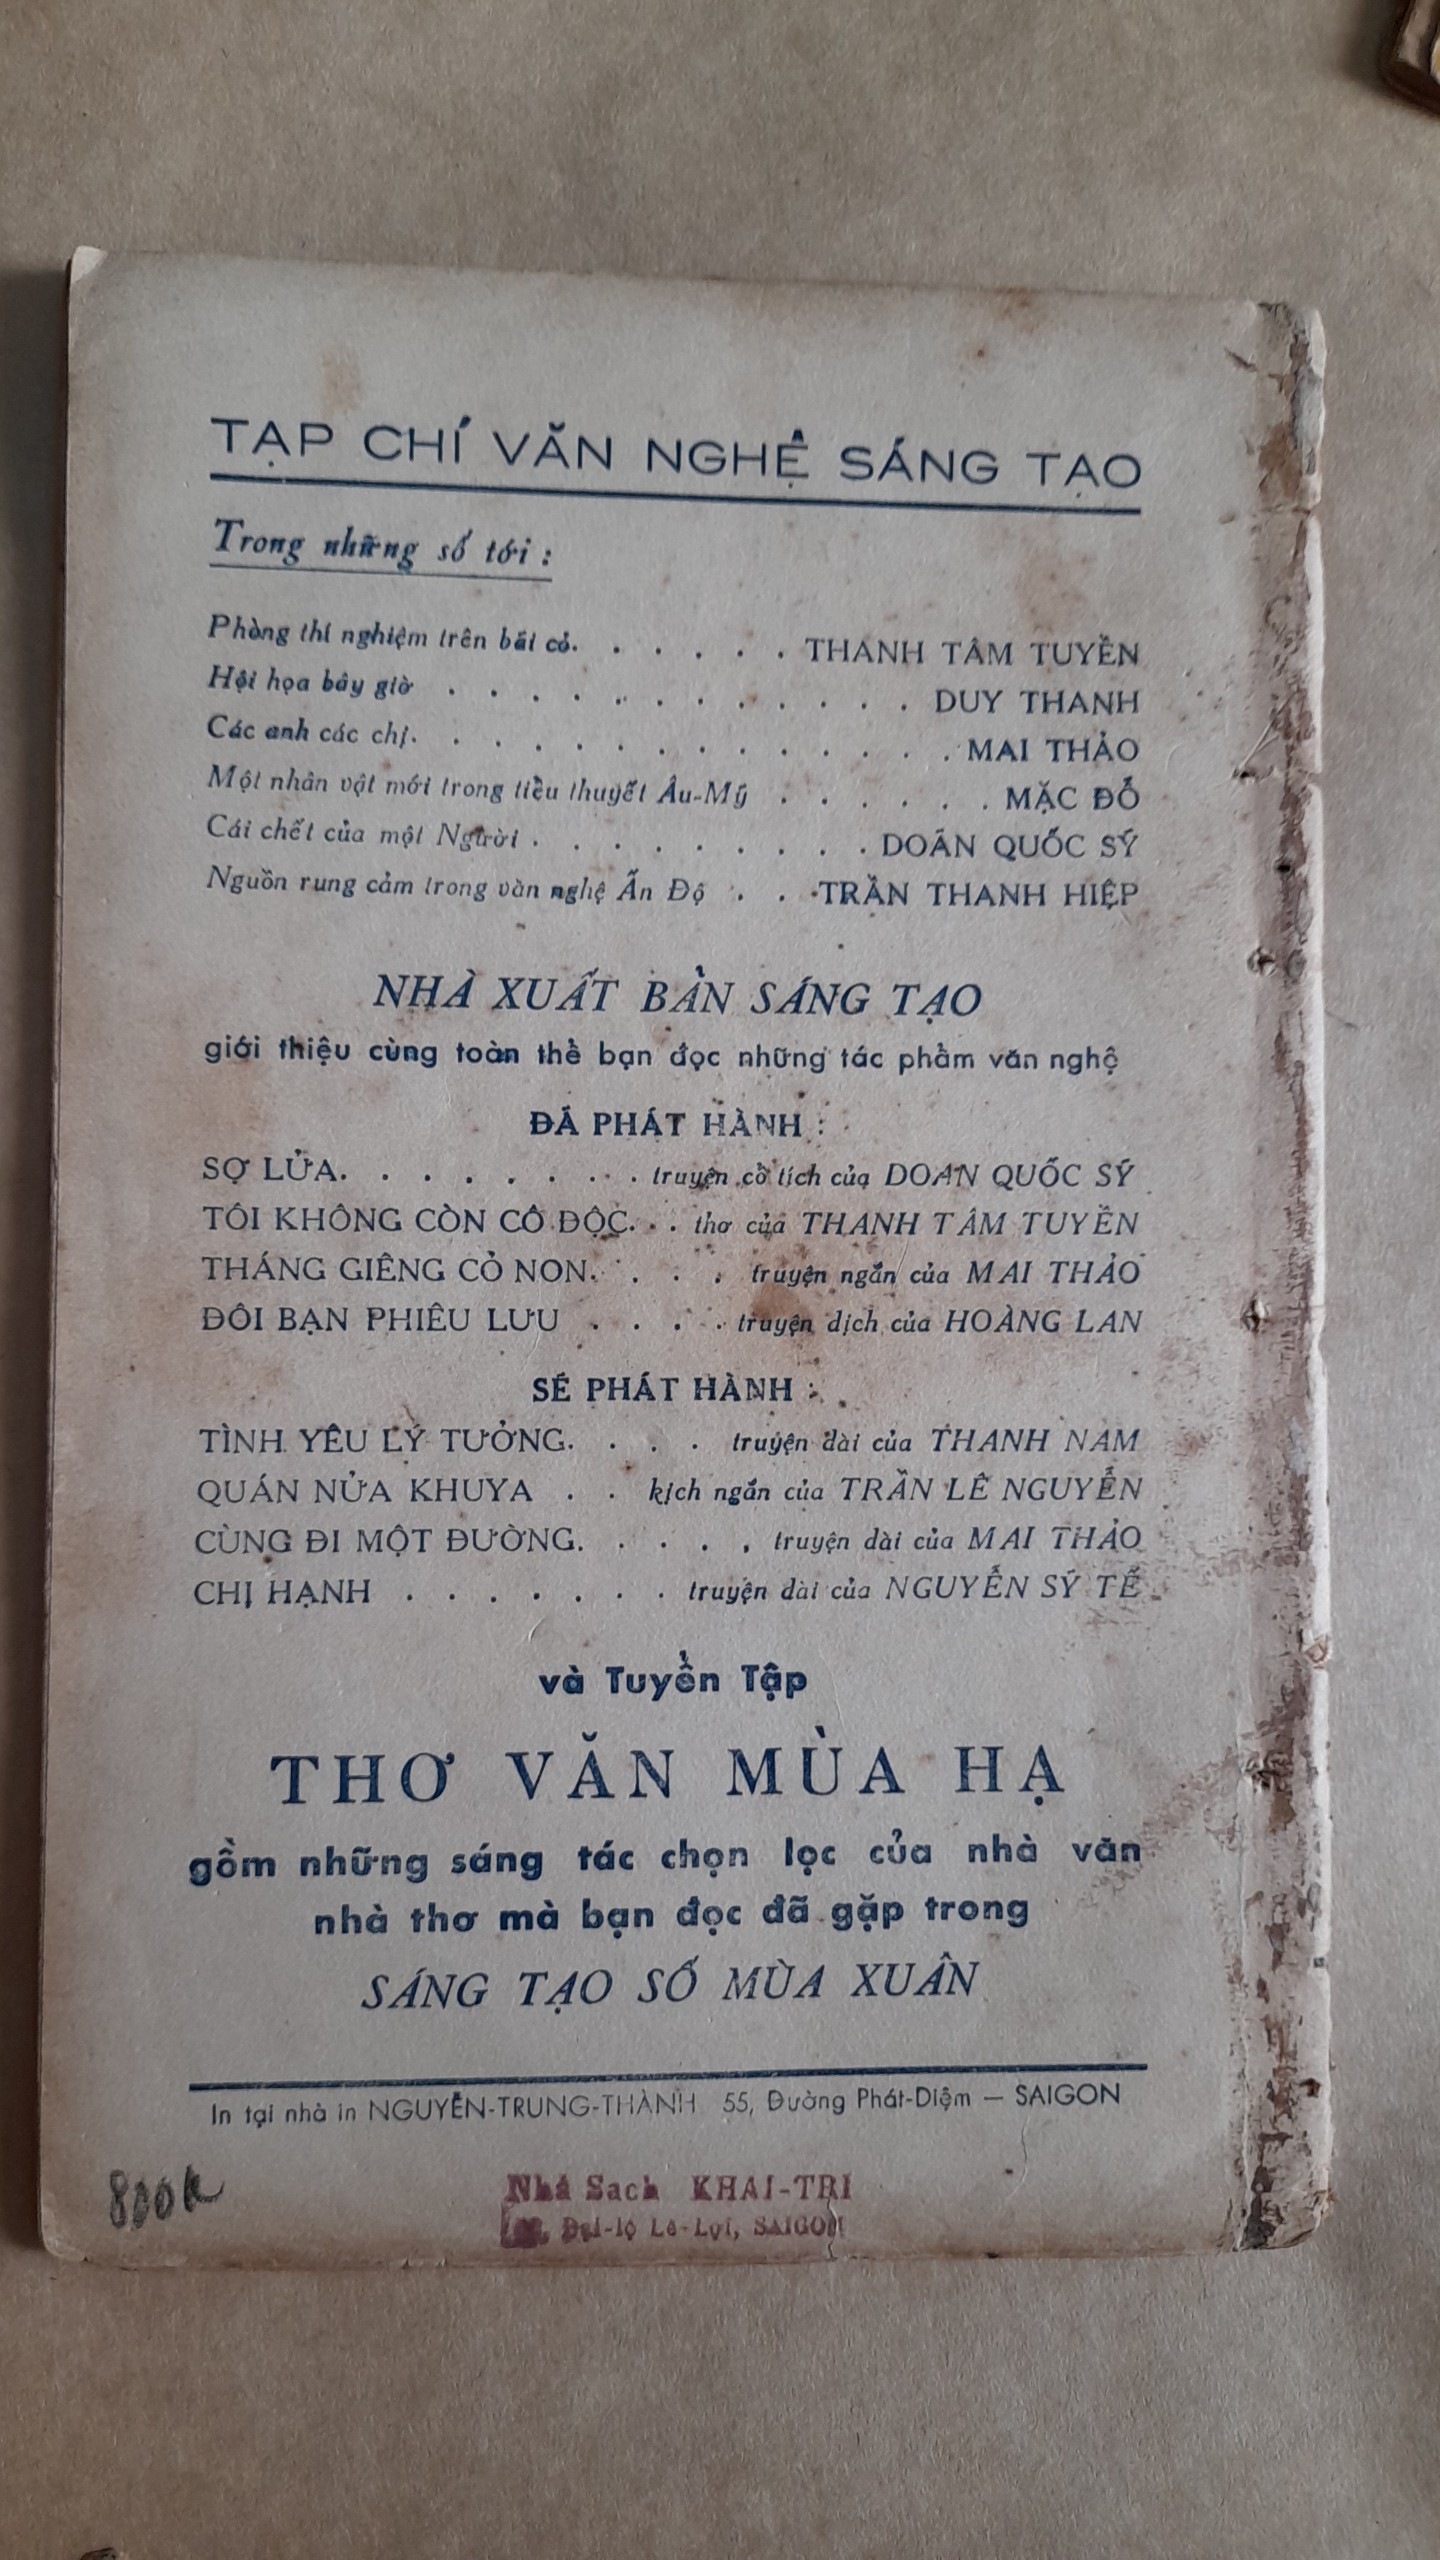 TẠP CHÍ VĂN NGHỆ SÁNG TẠO
Trong những số tới :
Phòng thí nghiệm trên bãi cỏ. . . . . . THANH TÂM TUYỀN
Hội họa bây giờ . . . . . . . . . . . . DUY THANH
Các anh các chị. . . . . . . . . . . . . . MAI THẢO
Một nhân vật mới trong tiểu thuyết Âu-Mỹ . . . . . . MẶC ĐỖ
Cái chết của một Người . . . . . . . . . DOÃN QUỐC SỸ
Nguồn rung cảm trong văn nghệ Ấn Độ . . . TRẦN THANH HIỆP
NHÀ XUẤT BẢN SÁNG TẠO
giới thiệu cùng toàn thể bạn đọc những tác phẩm văn nghệ
ĐÃ PHÁT HÀNH :
SỢ LỬA. . . . . . . . truyện cổ tích của DOAN QUỐC SỸ
TÔI KHÔNG CÒN CÔ ĐỘC. . . thơ của THANH TÂM TUYỀN
THÁNG GIÊNG CỎ NON. . . . truyện ngắn của MAI THẢO
ĐÔI BẠN PHIÊU LƯU . . . . truyện dịch của HOÀNG LAN
SẼ PHÁT HÀNH :
TÌNH YÊU LÝ TƯỞNG. . . . truyện dài của THANH NAM
QUÁN NỬA KHUYA . . kịch ngắn của TRẦN LÊ NGUYỄN
CÙNG ĐI MỘT ĐƯỜNG. . . . . truyện dài của MAI THẢO
CHỊ HẠNH . . . . . . . truyện dài của NGUYỄN SỸ TẾ
và Tuyển Tập
THƠ VĂN MÙA HẠ
gồm những sáng tác chọn lọc của nhà văn
nhà thơ mà bạn đọc đã gặp trong
SÁNG TẠO SỐ MÙA XUÂN
In tại nhà in NGUYỄN-TRUNG-THÀNH 55, Đường Phát-Diệm — SAIGON
Nhà Sach KHAI-TRI
Đại-lộ Lê-Lợi, SAIGON